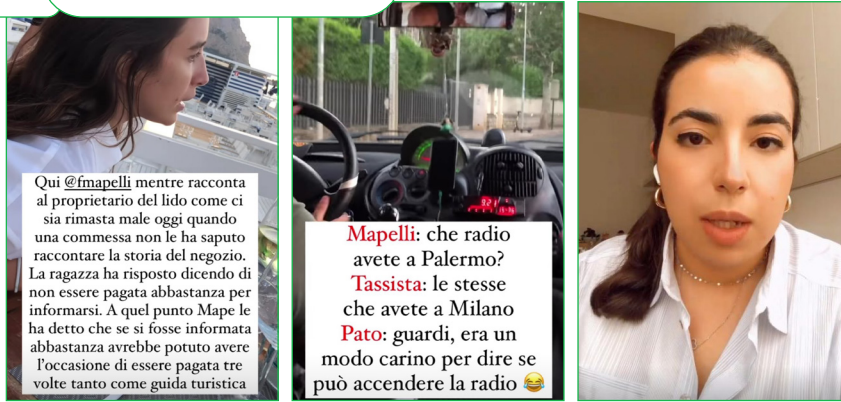 Qui @fmapelli mentre racconta
al proprietario del lido come ci
sia rimasta male oggi quando
una commessa non le ha saputo
raccontare la storia del negozio.
La ragazza ha risposto dicendo di
non essere pagata abbastanza per
informarsi. A quel punto Mape le
ha detto che se si fosse informata
abbastanza avrebbe potuto avere
l'occasione di essere pagata tre
volte tanto come guida turistica
Mapelli: che radio
avete a Palermo?
Tassista: le stesse
che avete a Milano
Pato: guardi, era un
modo carino per dire se
può accendere la radio 😂